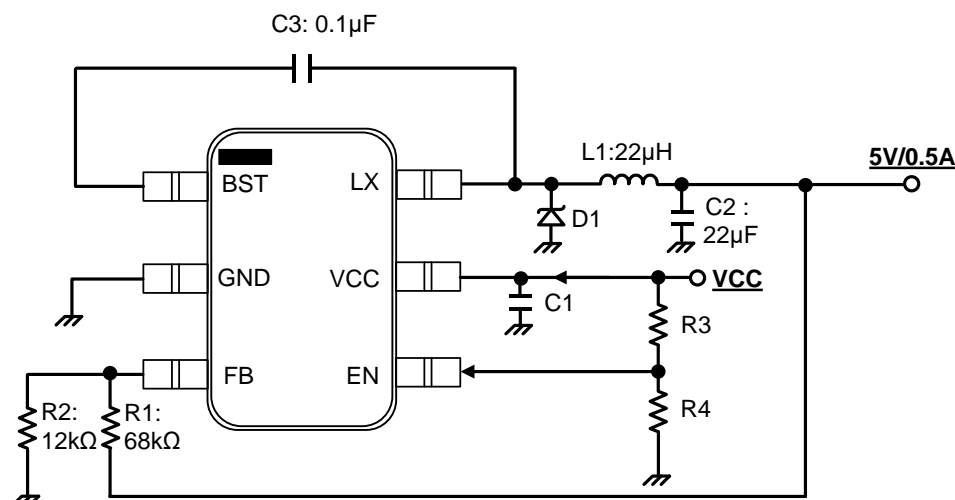 C3: 0.1µF
BST
LX
L1:22µH
5V/0.5A
D1
C2 :
22µF
GND
VCC
C1
VCC
R3
FB
EN
R4
R2:
12kΩ
R1:
68kΩ